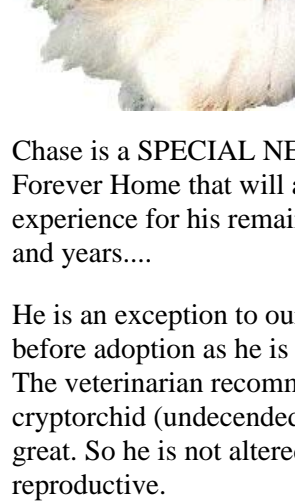 Chase is a SPECIAL NE
Forever Home that will a
experience for his remai
and years....
He is an exception to ou
before adoption as he is
The veterinarian recomm
cryptorchid (undecended
great. So he is not altere
reproductive.